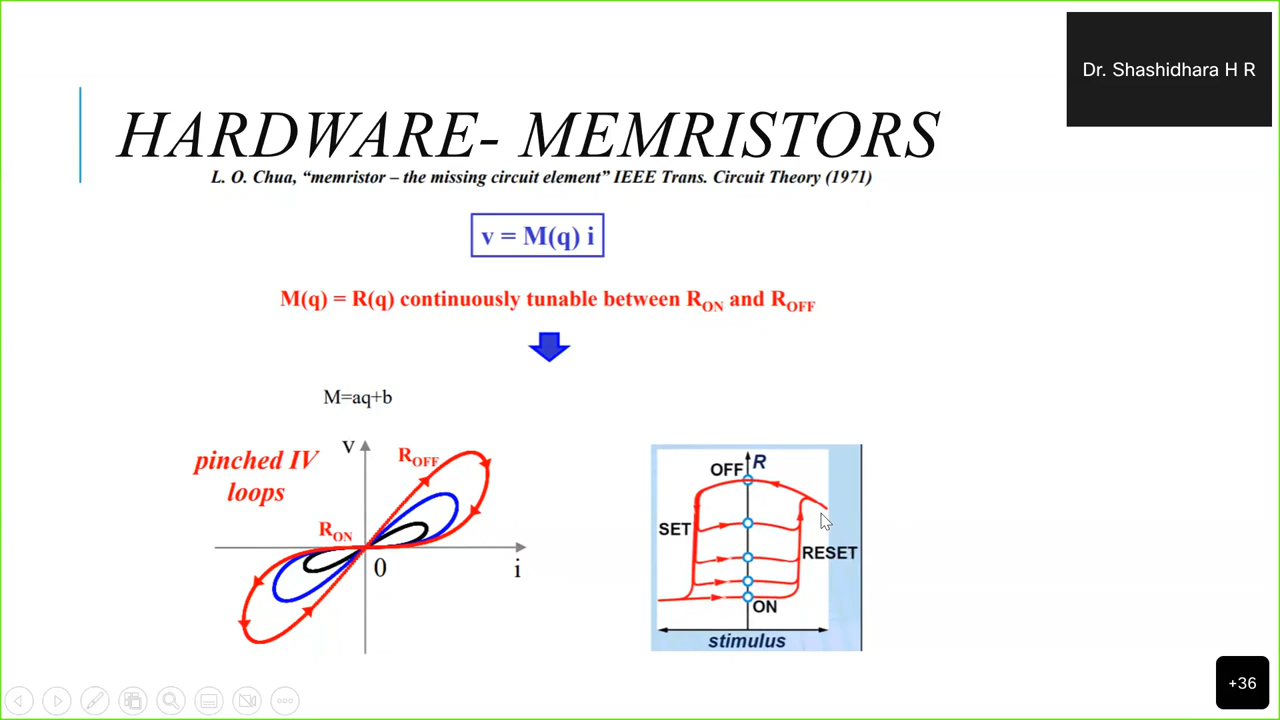 Dr. Shashidhara H R
HARDWARE- MEMRISTORS
L. O. Chua, “memristor – the missing circuit element” IEEE Trans. Circuit Theory (1971)
v = M(q) i
M(q) = R(q) continuously tunable between RON and ROFF
M=aq+b
pinched IV
loops
v
ROFF
RON
0
i
OFF
R
SET
RESET
ON
stimulus
+36